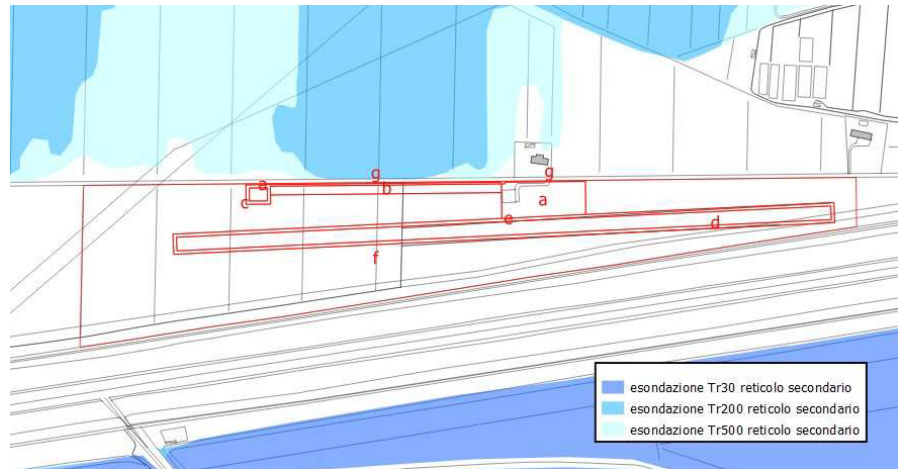 g
g
a
b
a
c
e
d
f
esondazione Tr30 reticolo secondario
esondazione Tr200 reticolo secondario
esondazione Tr500 reticolo secondario